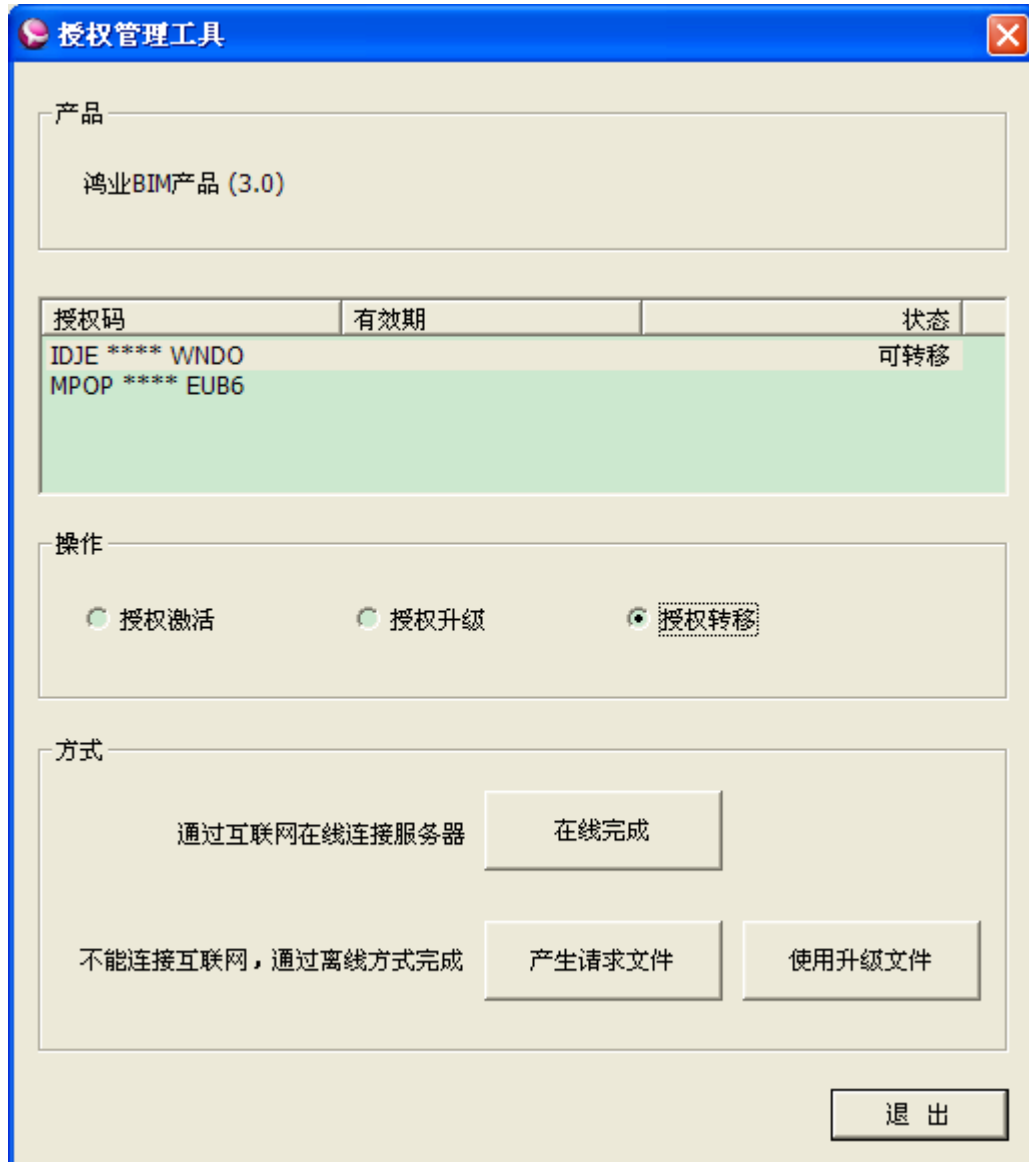 授权管理工具
产品
鸿业BIM产品 (3.0)
授权码 有效期 状态
IDJE **** WNDO 可转移
MPOP **** EUB6
操作
授权激活 授权升级 授权转移
方式
通过互联网在线连接服务器 在线完成
不能连接互联网，通过离线方式完成 产生请求文件 使用升级文件
退 出